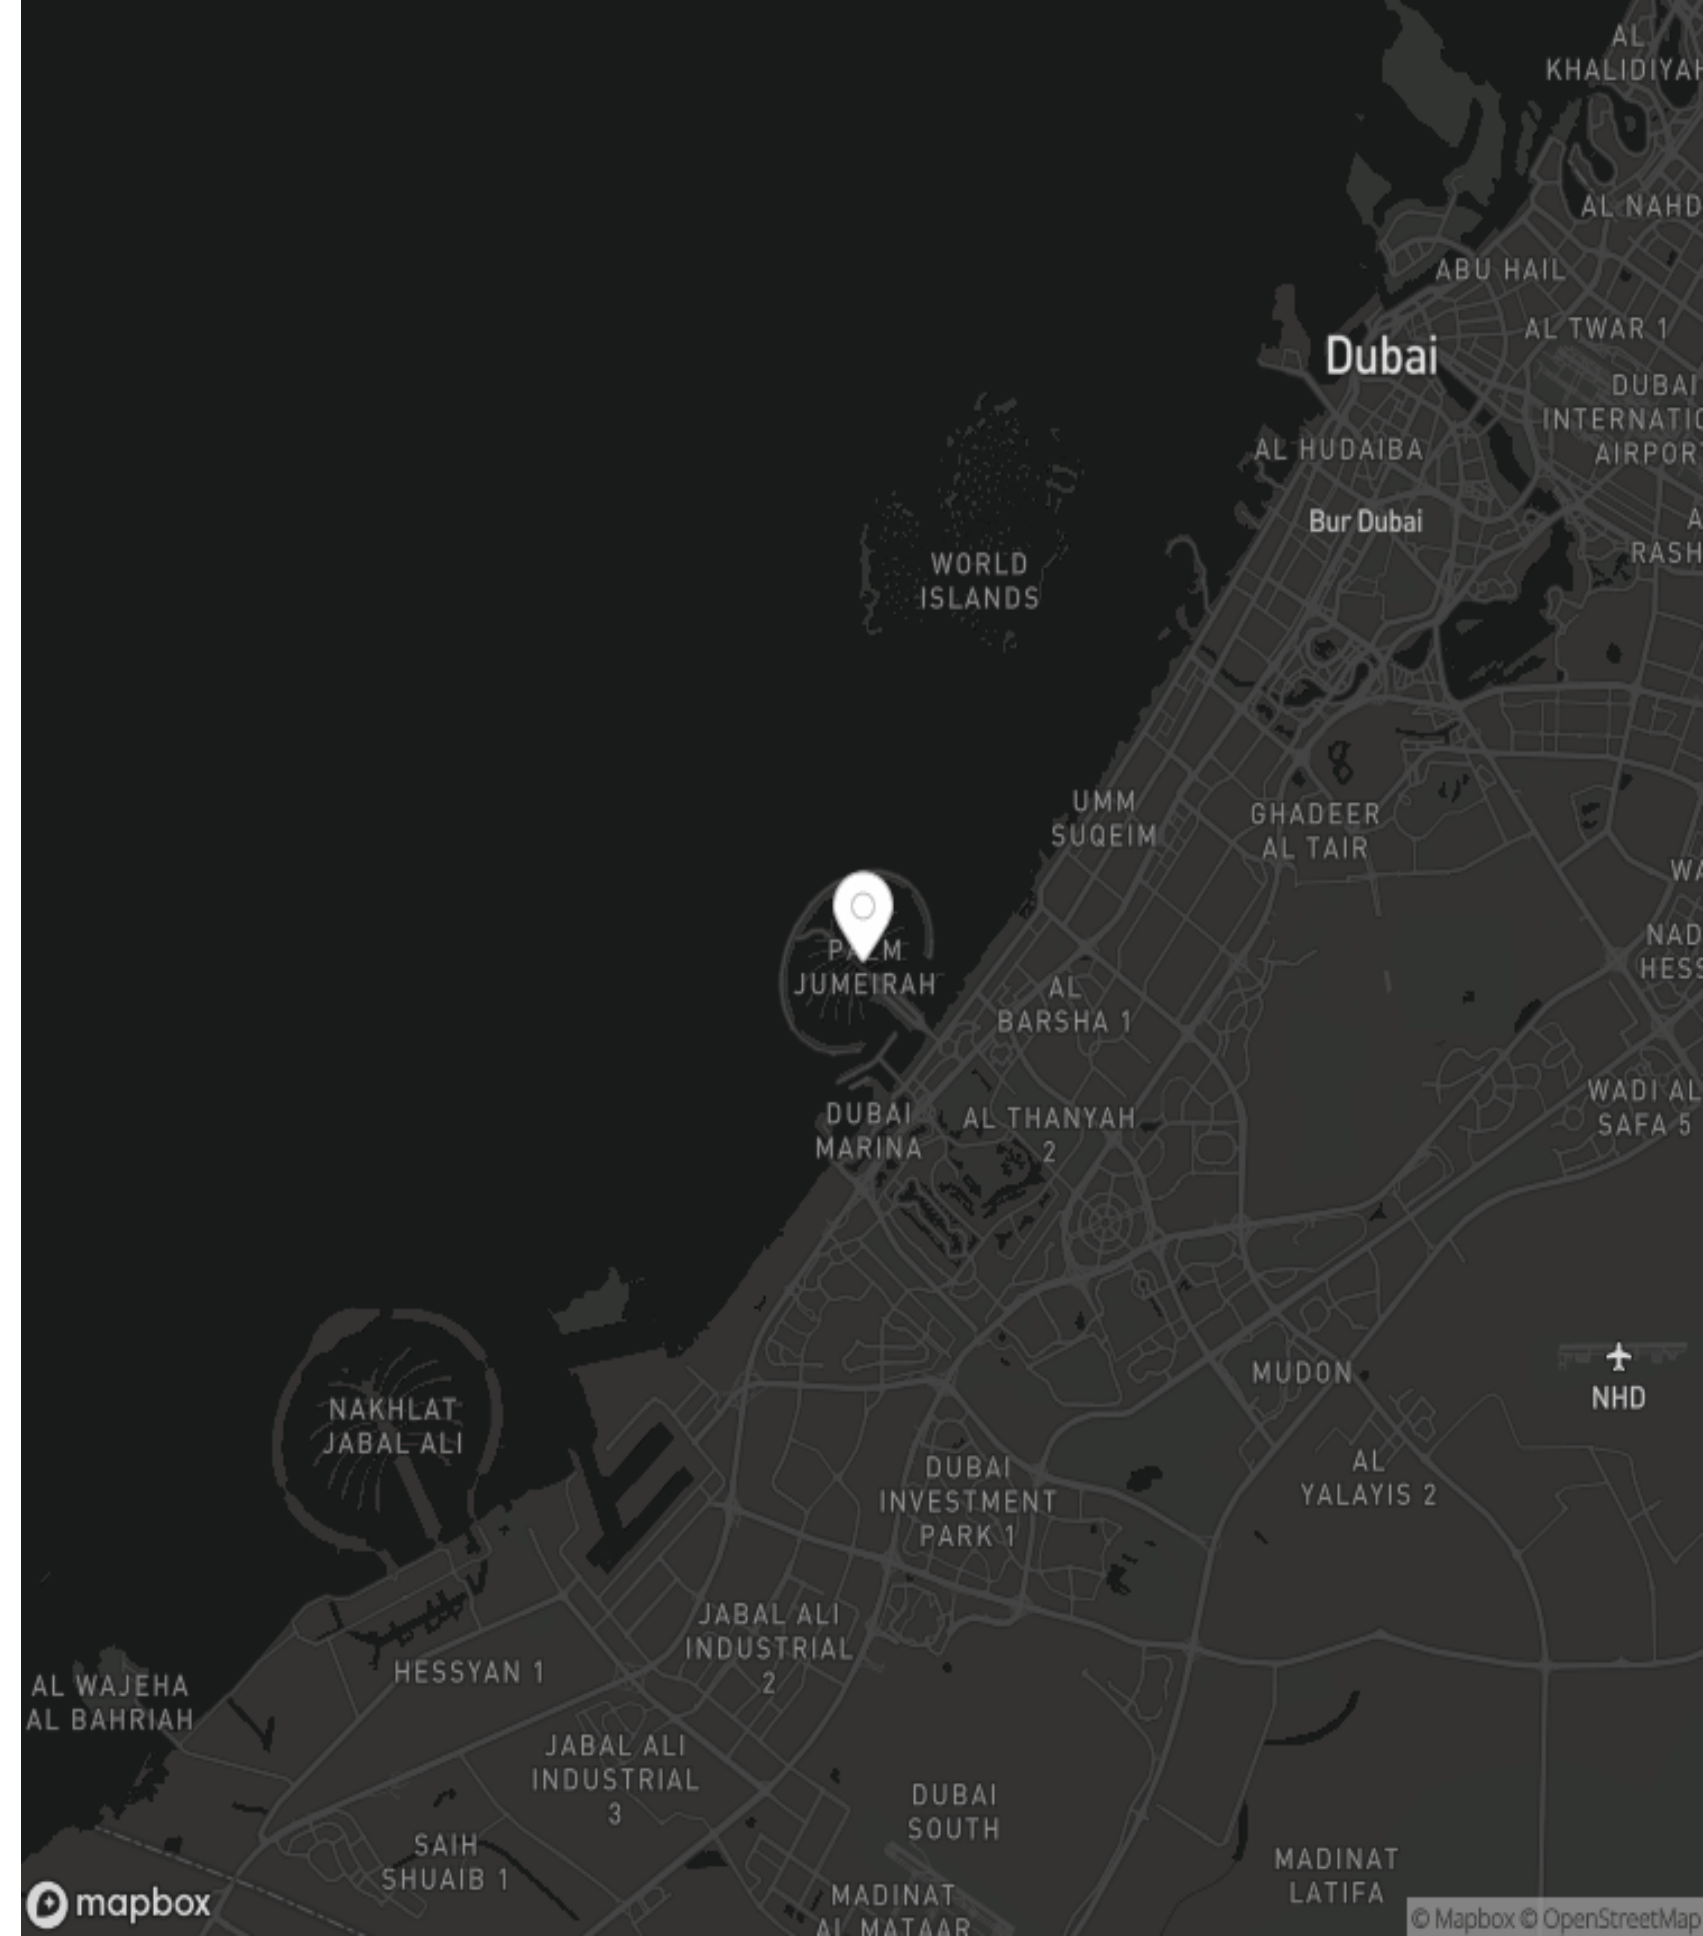 AL
KHALIDIYAH
AL NAHD
ABU HAIL
AL TWAR 1
Dubai
DUBAI
INTERNATIO
AIRPOR
AL HUDAIBA
Bur Dubai
A
RASH
WORLD
ISLANDS
UMM
SUQEIM
GHADEER
AL TAIR
WA
NAD
HESS
PALM
JUMEIRAH
AL
BARSHA 1
WADI AL
SAFA 5
DUBAI
MARINA
AL THANYAH
2
MUDON
NHD
NAKHLAT
JABAL ALI
AL
YALAYIS 2
DUBAI
INVESTMENT
PARK 1
JABAL ALI
INDUSTRIAL
2
HESSYAN 1
AL WAJEHA
AL BAHRIAH
JABAL ALI
INDUSTRIAL
3
DUBAI
SOUTH
SAIH
SHUAIB 1
MADINAT
LATIFA
MADINAT
AL MATAAR
mapbox
© Mapbox © OpenStreetMap